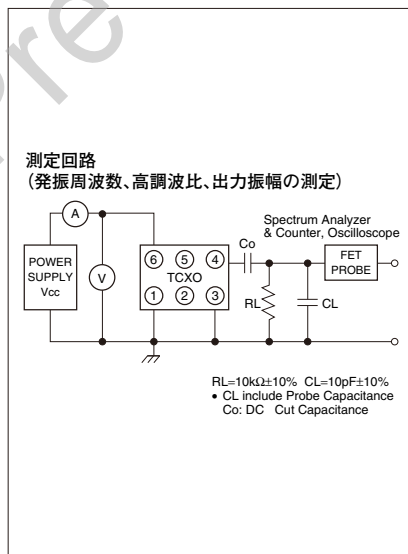 Pre
測定回路
(発振周波数、高調波比、出力振幅の測定)
A
Spectrum Analyzer
& Counter, Oscilloscope
Co
POWER
SUPPLY
Vcc
V
6 5 4
TCXO
1 2 3
FET
PROBE
RL
CL
RL=10kΩ±10% CL=10pF±10%
• CL include Probe Capacitance
Co: DC Cut Capacitance